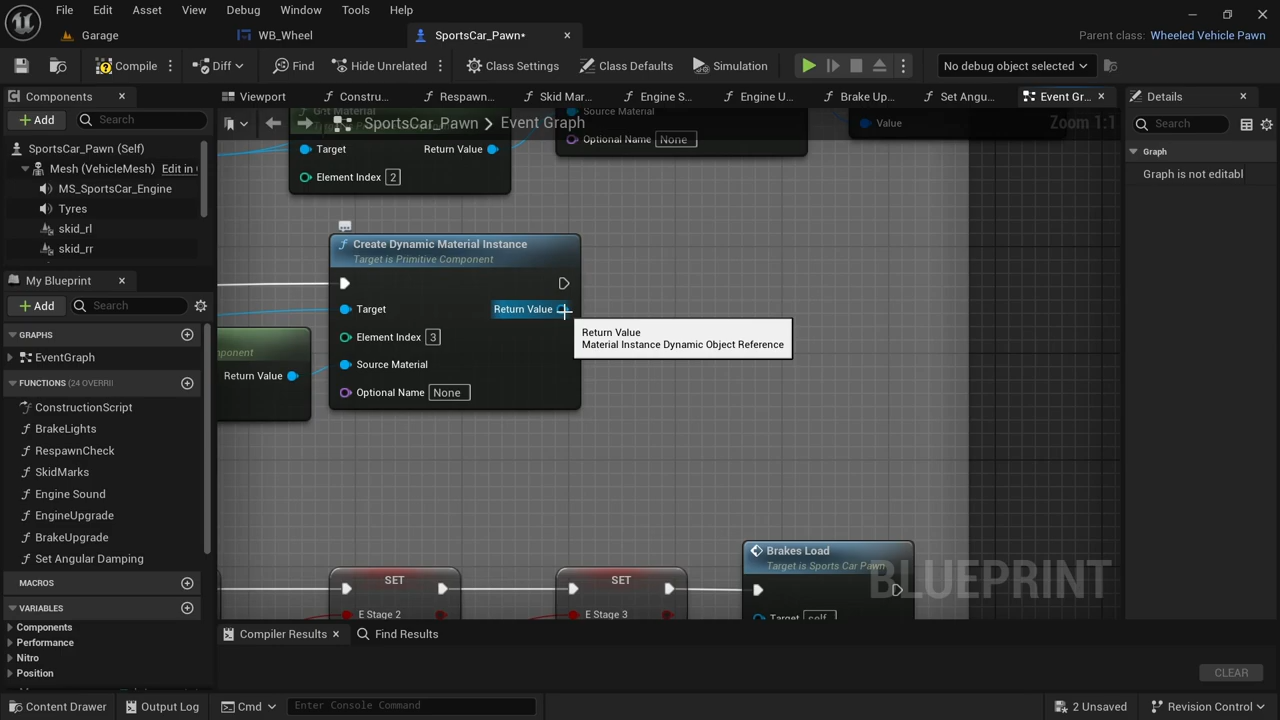 File Edit Asset View Debug Window Tools Help
Garage WB_Wheel SportsCar_Pawn* Parent class: Wheeled Vehicle Pawn
Compile Diff Find Hide Unrelated Class Settings Class Defaults Simulation No debug object selected
Components Viewport Constru... Respawn... Skid Mar... Engine S... Engine U... Brake Up... Set Angu... Event Gr... Details
Add Search SportsCar_Pawn Event Graph Zoom 1:1 Search
SportsCar_Pawn (Self)
Mesh (VehicleMesh) Edit in
MS_SportsCar_Engine
Tyres
skid_rl
skid_rr
My Blueprint
Add Search
GRAPHS
EventGraph
FUNCTIONS (24 OVERRI
ConstructionScript
BrakeLights
RespawnCheck
SkidMarks
Engine Sound
EngineUpgrade
BrakeUpgrade
Set Angular Damping
MACROS
VARIABLES
Components
Performance
Nitro
Position
Target Return Value
Element Index 2
Source Material
Optional Name None
Value
Create Dynamic Material Instance
Target is Primitive Component
Target Return Value
Element Index 3
Source Material
Optional Name None
mponent
Return Value
Return Value
Material Instance Dynamic Object Reference
SET
E Stage 2
SET
E Stage 3
Brakes Load
Target is Sports Car Pawn
Target self
BLUEPRINT
Graph
Graph is not editabl
Compiler Results Find Results
CLEAR
Content Drawer Output Log Cmd Enter Console Command 2 Unsaved Revision Control